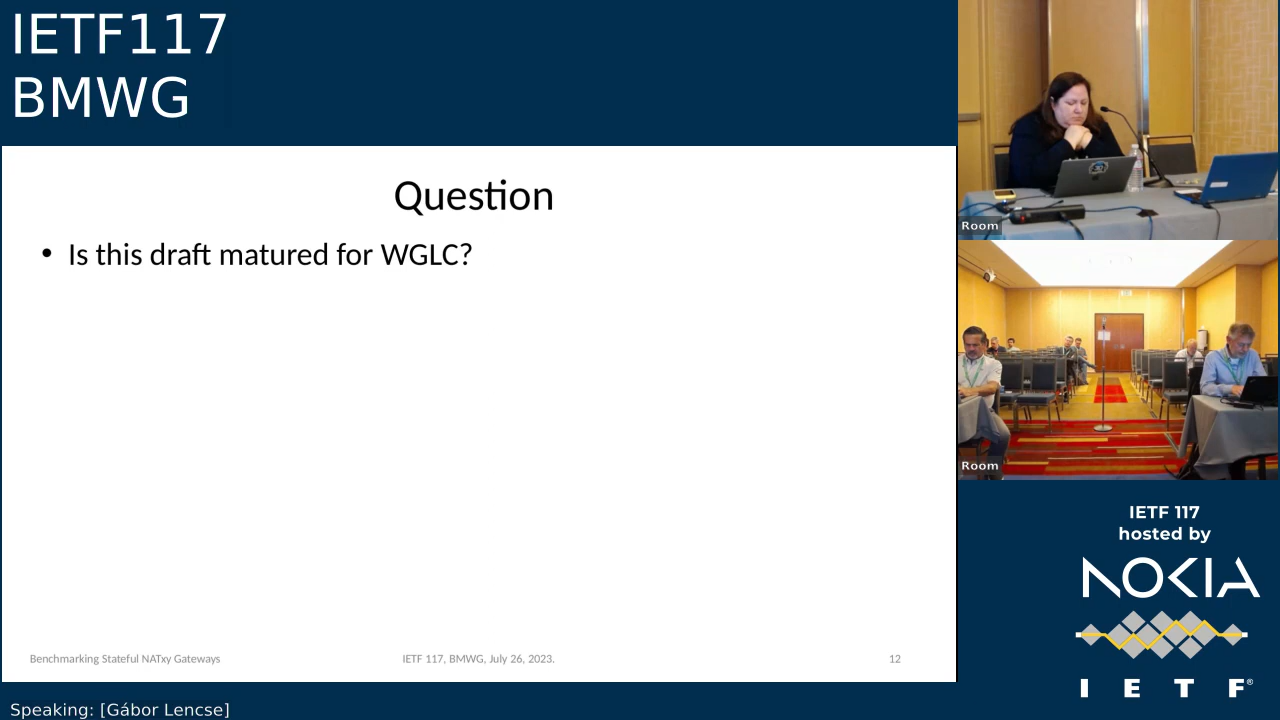 IETF117
BMWG
Question
• Is this draft matured for WGLC?
Benchmarking Stateful NATxy Gateways
IETF 117, BMWG, July 26, 2023.
12
Speaking: [Gábor Lencse]
Room
Room
IETF 117
hosted by
NOKIA
I E T F®